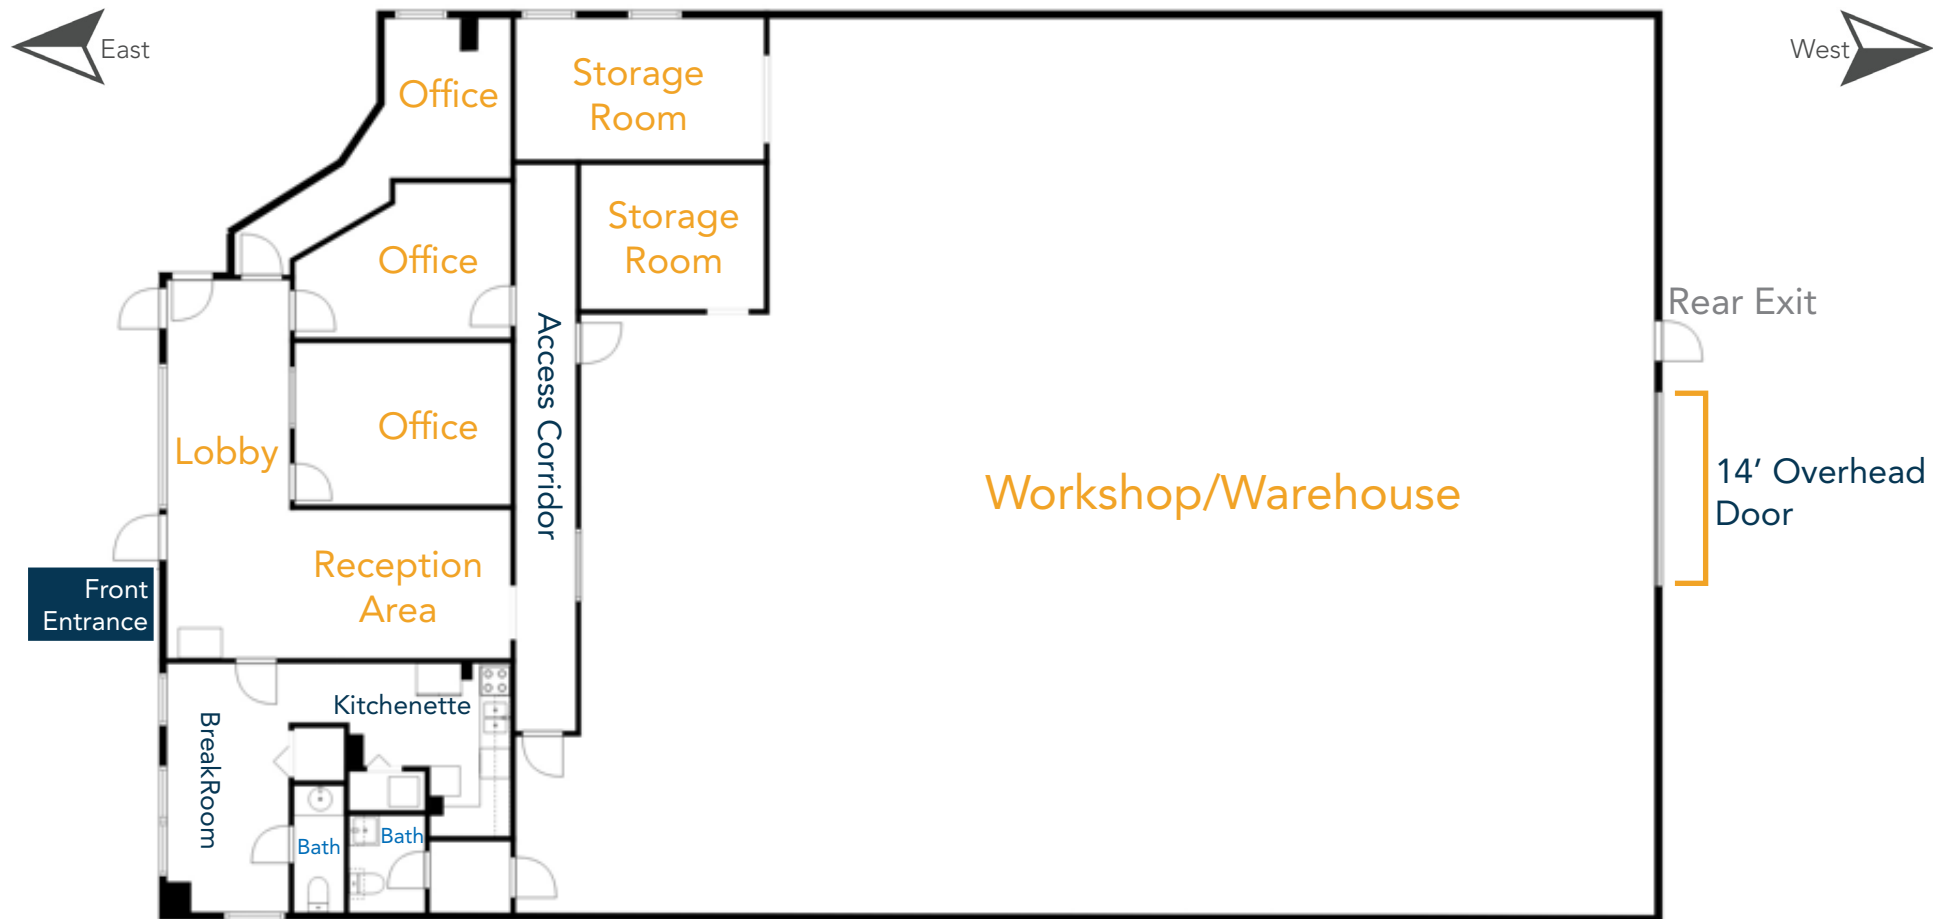 East
West
Office
Storage
Room
Office
Storage
Room
Rear Exit
Access Corridor
Office
Lobby
Workshop/Warehouse
14’ Overhead
Door
Reception
Area
Front
Entrance
Kitchenette
BreakRoom
Bath
Bath